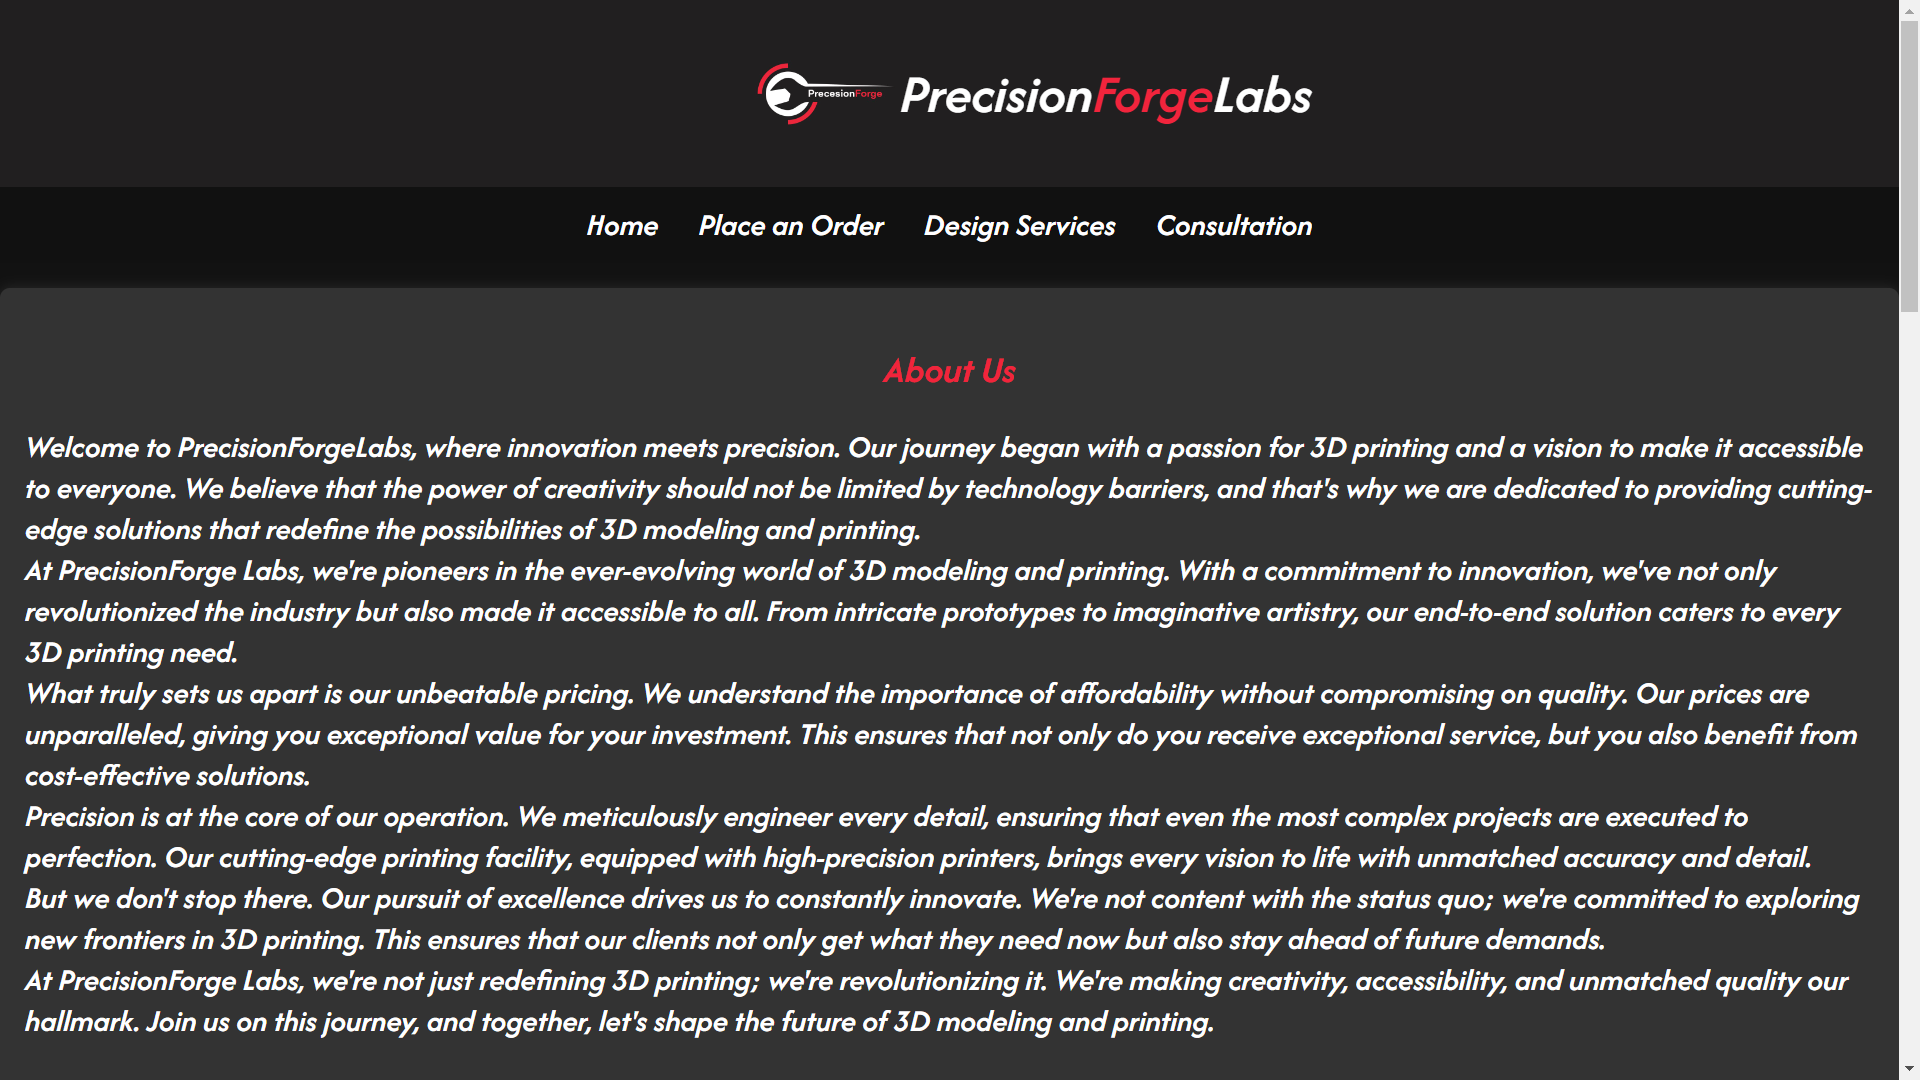 PrecesionForge
PrecisionForgeLabs
Home Place an Order Design Services Consultation
About Us
Welcome to PrecisionForgeLabs, where innovation meets precision. Our journey began with a passion for 3D printing and a vision to make it accessible
to everyone. We believe that the power of creativity should not be limited by technology barriers, and that's why we are dedicated to providing cutting-
edge solutions that redefine the possibilities of 3D modeling and printing.
At PrecisionForge Labs, we're pioneers in the ever-evolving world of 3D modeling and printing. With a commitment to innovation, we've not only
revolutionized the industry but also made it accessible to all. From intricate prototypes to imaginative artistry, our end-to-end solution caters to every
3D printing need.
What truly sets us apart is our unbeatable pricing. We understand the importance of affordability without compromising on quality. Our prices are
unparalleled, giving you exceptional value for your investment. This ensures that not only do you receive exceptional service, but you also benefit from
cost-effective solutions.
Precision is at the core of our operation. We meticulously engineer every detail, ensuring that even the most complex projects are executed to
perfection. Our cutting-edge printing facility, equipped with high-precision printers, brings every vision to life with unmatched accuracy and detail.
But we don't stop there. Our pursuit of excellence drives us to constantly innovate. We're not content with the status quo; we're committed to exploring
new frontiers in 3D printing. This ensures that our clients not only get what they need now but also stay ahead of future demands.
At PrecisionForge Labs, we're not just redefining 3D printing; we're revolutionizing it. We're making creativity, accessibility, and unmatched quality our
hallmark. Join us on this journey, and together, let's shape the future of 3D modeling and printing.